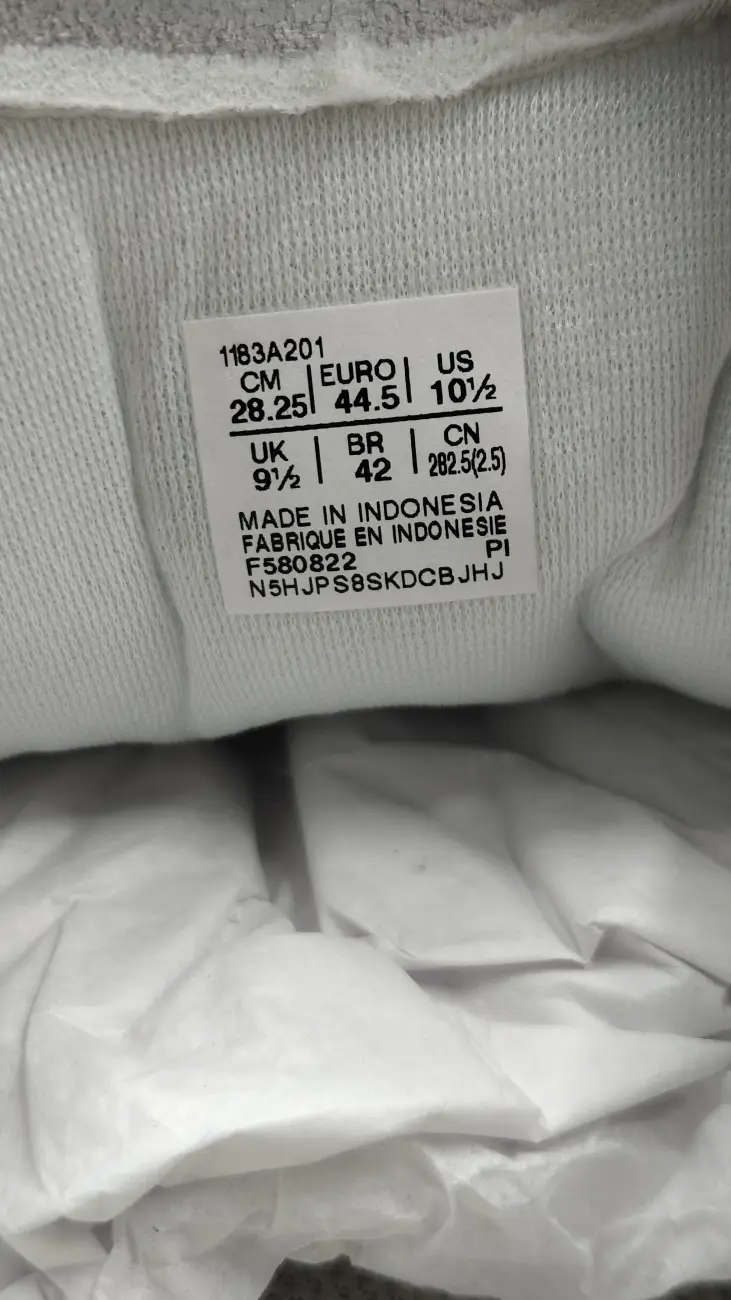 1183A201
CM | EURO | US
28.25 | 44.5 | 10½
UK | BR | CN
9½ | 42 | 282.5(2.5)
MADE IN INDONESIA
FABRIQUE EN INDONESIE
F580822 PI
N5HJPS8SKDCBJHJ